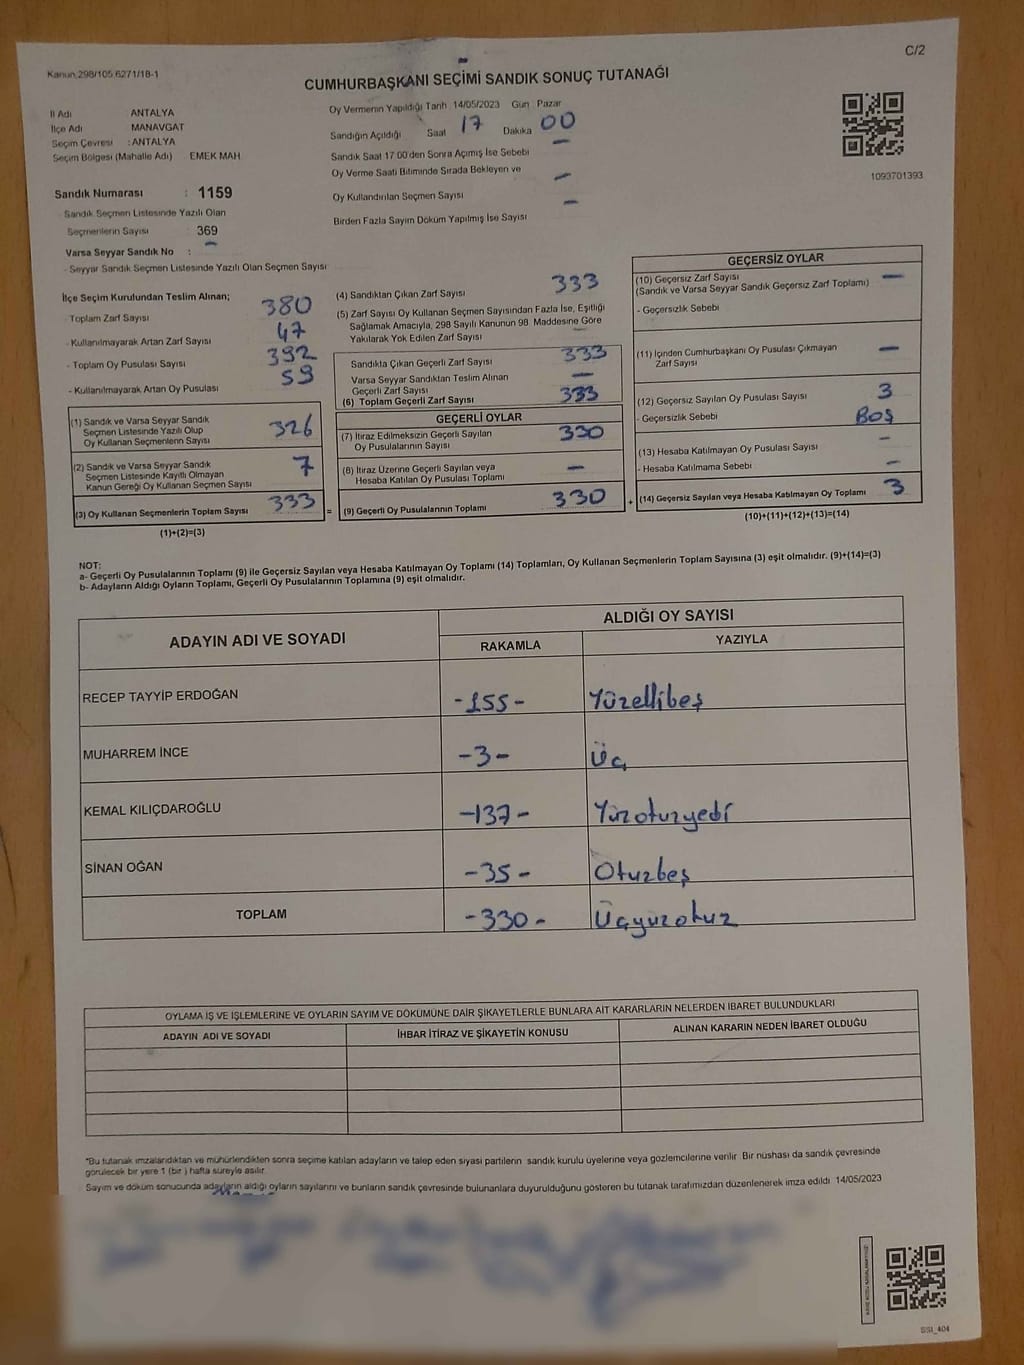 C/2
Kanun.298/105.6271/18-1
CUMHURBAŞKANI SEÇİMİ SANDIK SONUÇ TUTANAĞI
İl Adı ANTALYA
İlçe Adı MANAVGAT
Seçim Çevresi : ANTALYA
Seçim Bölgesi (Mahalle Adı) EMEK MAH
Oy Vermenin Yapıldığı Tarih 14/05/2023 Gün Pazar
Sandığın Açıldığı Saat 17 Dakika 00
Sandık Saat 17 00'den Sonra Açımış İse Sebebi —
Oy Verme Saati Bitiminde Sırada Bekleyen ve
Oy Kullandırılan Seçmen Sayısı —
Birden Fazla Sayım Döküm Yapılmış İse Sayısı —
1093701393
Sandık Numarası : 1159
- Sandık Seçmen Listesinde Yazılı Olan
Seçmenlerin Sayısı : 369
Varsa Seyyar Sandık No : —
- Seyyar Sandık Seçmen Listesinde Yazılı Olan Seçmen Sayısı
İlçe Seçim Kurulundan Teslim Alınan;
- Toplam Zarf Sayısı 380
- Kullanılmayarak Artan Zarf Sayısı 47
- Toplam Oy Pusulası Sayısı 392
- Kullanılmayarak Artan Oy Pusulası 59
(1) Sandık ve Varsa Seyyar Sandık
Seçmen Listesinde Yazılı Olup
Oy Kullanan Seçmenlerin Sayısı 326
(2) Sandık ve Varsa Seyyar Sandık
Seçmen Listesinde Kayıtlı Olmayan
Kanun Gereği Oy Kullanan Seçmen Sayısı 7
(3) Oy Kullanan Seçmenlerin Toplam Sayısı 333 =
(1)+(2)=(3)
(4) Sandıktan Çıkan Zarf Sayısı 333
(5) Zarf Sayısı Oy Kullanan Seçmen Sayısından Fazla İse, Eşitliği
Sağlamak Amacıyla, 298 Sayılı Kanunun 98 Maddesine Göre
Yakılarak Yok Edilen Zarf Sayısı
Sandıkta Çıkan Geçerli Zarf Sayısı 333
Varsa Seyyar Sandıktan Teslim Alınan
Geçerli Zarf Sayısı —
(6) Toplam Geçerli Zarf Sayısı 333
GEÇERLİ OYLAR
(7) İtiraz Edilmeksizin Geçerli Sayılan
Oy Pusulalarının Sayısı 330
(8) İtiraz Üzerine Geçerli Sayılan veya
Hesaba Katılan Oy Pusulası Toplamı —
(9) Geçerli Oy Pusulalarının Toplamı 330 +
GEÇERSİZ OYLAR
(10) Geçersiz Zarf Sayısı —
(Sandık ve Varsa Seyyar Sandık Geçersiz Zarf Toplamı)
- Geçersizlik Sebebi
(11) İçinden Cumhurbaşkanı Oy Pusulası Çıkmayan
Zarf Sayısı —
(12) Geçersiz Sayılan Oy Pusulası Sayısı 3
- Geçersizlik Sebebi BOŞ
(13) Hesaba Katılmayan Oy Pusulası Sayısı -
- Hesaba Katılmama Sebebi -
(14) Geçersiz Sayılan veya Hesaba Katılmayan Oy Toplamı 3
(10)+(11)+(12)+(13)=(14)
NOT:
a- Geçerli Oy Pusulalarının Toplamı (9) ile Geçersiz Sayılan veya Hesaba Katılmayan Oy Toplamı (14) Toplamları, Oy Kullanan Seçmenlerin Toplam Sayısına (3) eşit olmalıdır. (9)+(14)=(3)
b- Adayların Aldığı Oyların Toplamı, Geçerli Oy Pusulalarının Toplamına (9) eşit olmalıdır.
ADAYIN ADI VE SOYADI
ALDIĞI OY SAYISI
RAKAMLA YAZIYLA
RECEP TAYYİP ERDOĞAN -155- Yüzellibeş
MUHARREM İNCE -3- Üç
KEMAL KILIÇDAROĞLU -137- Yüzotuzyedi
SİNAN OĞAN -35- Otuzbeş
TOPLAM -330- Üçyüzotuz
OYLAMA İŞ VE İŞLEMLERİNE VE OYLARIN SAYIM VE DÖKÜMÜNE DAİR ŞİKAYETLERLE BUNLARA AİT KARARLARIN NELERDEN İBARET BULUNDUKLARI
ADAYIN ADI VE SOYADI İHBAR İTİRAZ VE ŞİKAYETİN KONUSU ALINAN KARARIN NEDEN İBARET OLDUĞU
*Bu tutanak imzalandıktan ve mühürlendikten sonra seçime katılan adayların ve talep eden siyasi partilerin sandık kurulu üyelerine veya gözlemcilerine verilir Bir nüshası da sandık çevresinde
görülecek bir yere 1 (bir ) hafta süreyle asılır
Sayım ve döküm sonucunda adayların aldığı oyların sayılarını ve bunların sandık çevresinde bulunanlara duyurulduğunu gösteren bu tutanak tarafımızdan düzenlenerek imza edildi 14/05/2023
SSI_404